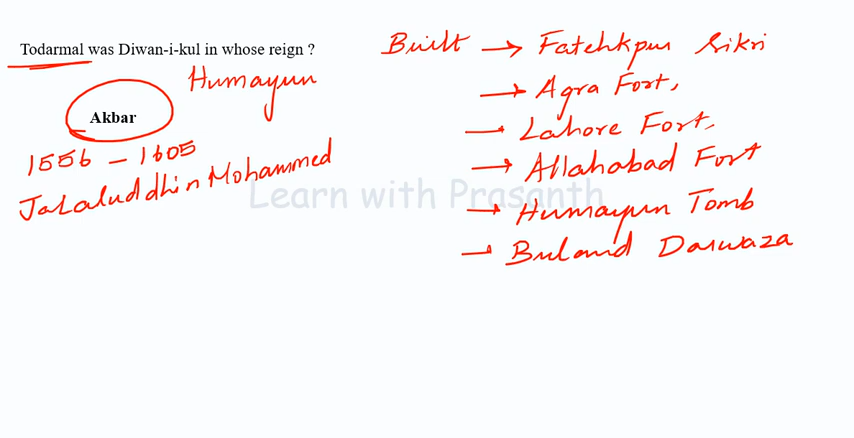 Todarmal was Diwan-i-kul in whose reign ?
Humayun
Akbar
1556 - 1605
Jalaluddhin Mohammed
Built → Fatehkpur Sikri
→ Agra Fort,
→ Lahore Fort,
→ Allahabad Fort
→ Humayun Tomb
→ Buland Darwaza
Learn with Prasanth